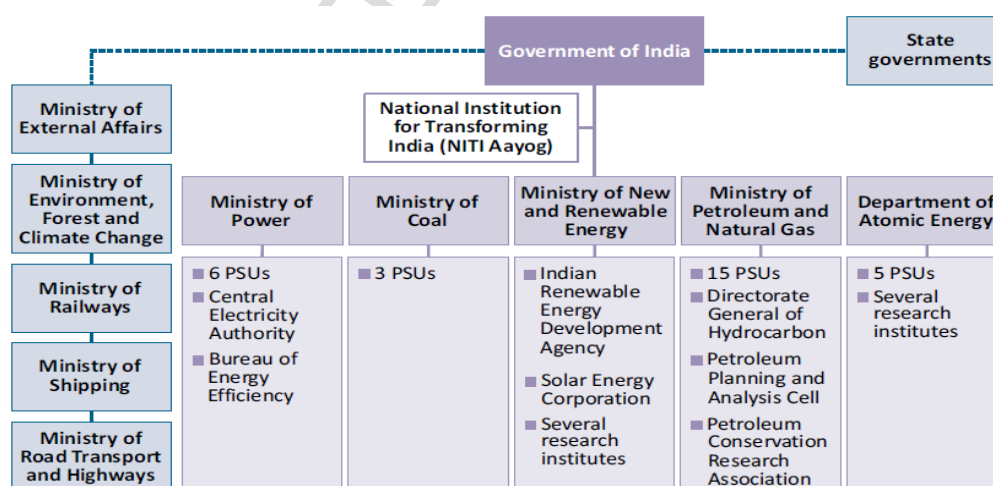 Government of India
State
governments
National Institution
for Transforming
India (NITI Aayog)
Ministry of
External Affairs
Ministry of
Environment,
Forest and
Climate Change
Ministry of
Railways
Ministry of
Shipping
Ministry of
Road Transport
and Highways
Ministry of
Power
6 PSUs
Central
Electricity
Authority
Bureau of
Energy
Efficiency
Ministry of
Coal
3 PSUs
Ministry of New
and Renewable
Energy
Indian
Renewable
Energy
Development
Agency
Solar Energy
Corporation
Several
research
institutes
Ministry of
Petroleum and
Natural Gas
15 PSUs
Directorate
General of
Hydrocarbon
Petroleum
Planning and
Analysis Cell
Petroleum
Conservation
Research
Association
Department of
Atomic Energy
5 PSUs
Several
research
institutes